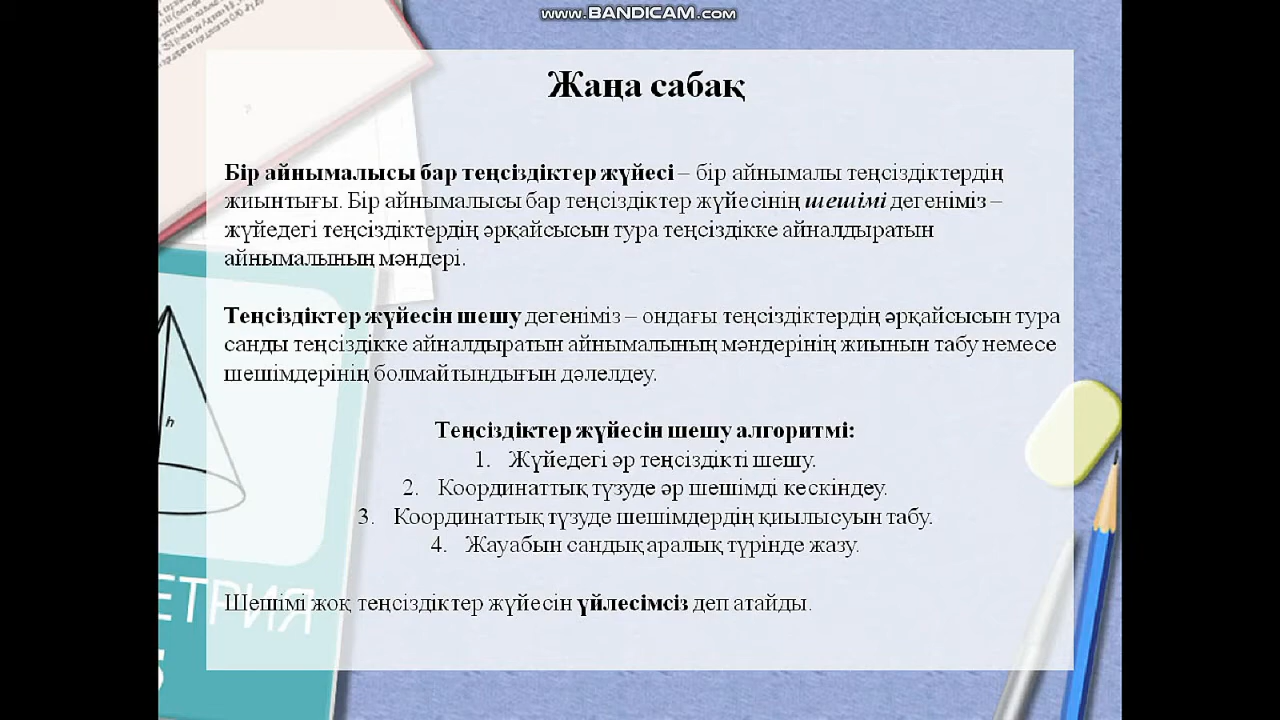 www.BANDICAM.com
Жаңа сабақ
Бір айнымалысы бар теңсіздіктер жүйесі – бір айнымалы теңсіздіктердің
жиынтығы. Бір айнымалысы бар теңсіздіктер жүйесінің шешімі дегеніміз –
жүйедегі теңсіздіктердің әрқайсысын тура теңсіздікке айналдыратын
айнымалының мәндері.
Теңсіздіктер жүйесін шешу дегеніміз – ондағы теңсіздіктердің әрқайсысын тура
санды теңсіздікке айналдыратын айнымалының мәндерінің жиынын табу немесе
шешімдерінің болмайтындығын дәлелдеу.
Теңсіздіктер жүйесін шешу алгоритмі:
1. Жүйедегі әр теңсіздікті шешу.
2. Координаттық түзуде әр шешімді кескіндеу.
3. Координаттық түзуде шешімдердің қиылысуын табу.
4. Жауабын сандық аралық түрінде жазу.
Шешімі жоқ теңсіздіктер жүйесін үйлесімсіз деп атайды.
h
ЕТРИЯ